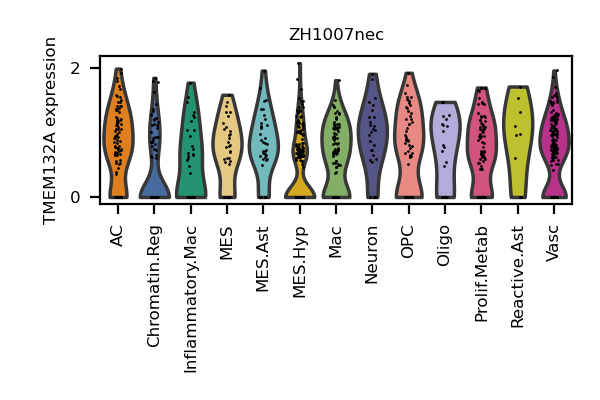 ZH1007nec
TMEM132A expression
2
0
AC
Chromatin.Reg
Inflammatory.Mac
MES
MES.Ast
MES.Hyp
Mac
Neuron
OPC
Oligo
Prolif.Metab
Reactive.Ast
Vasc